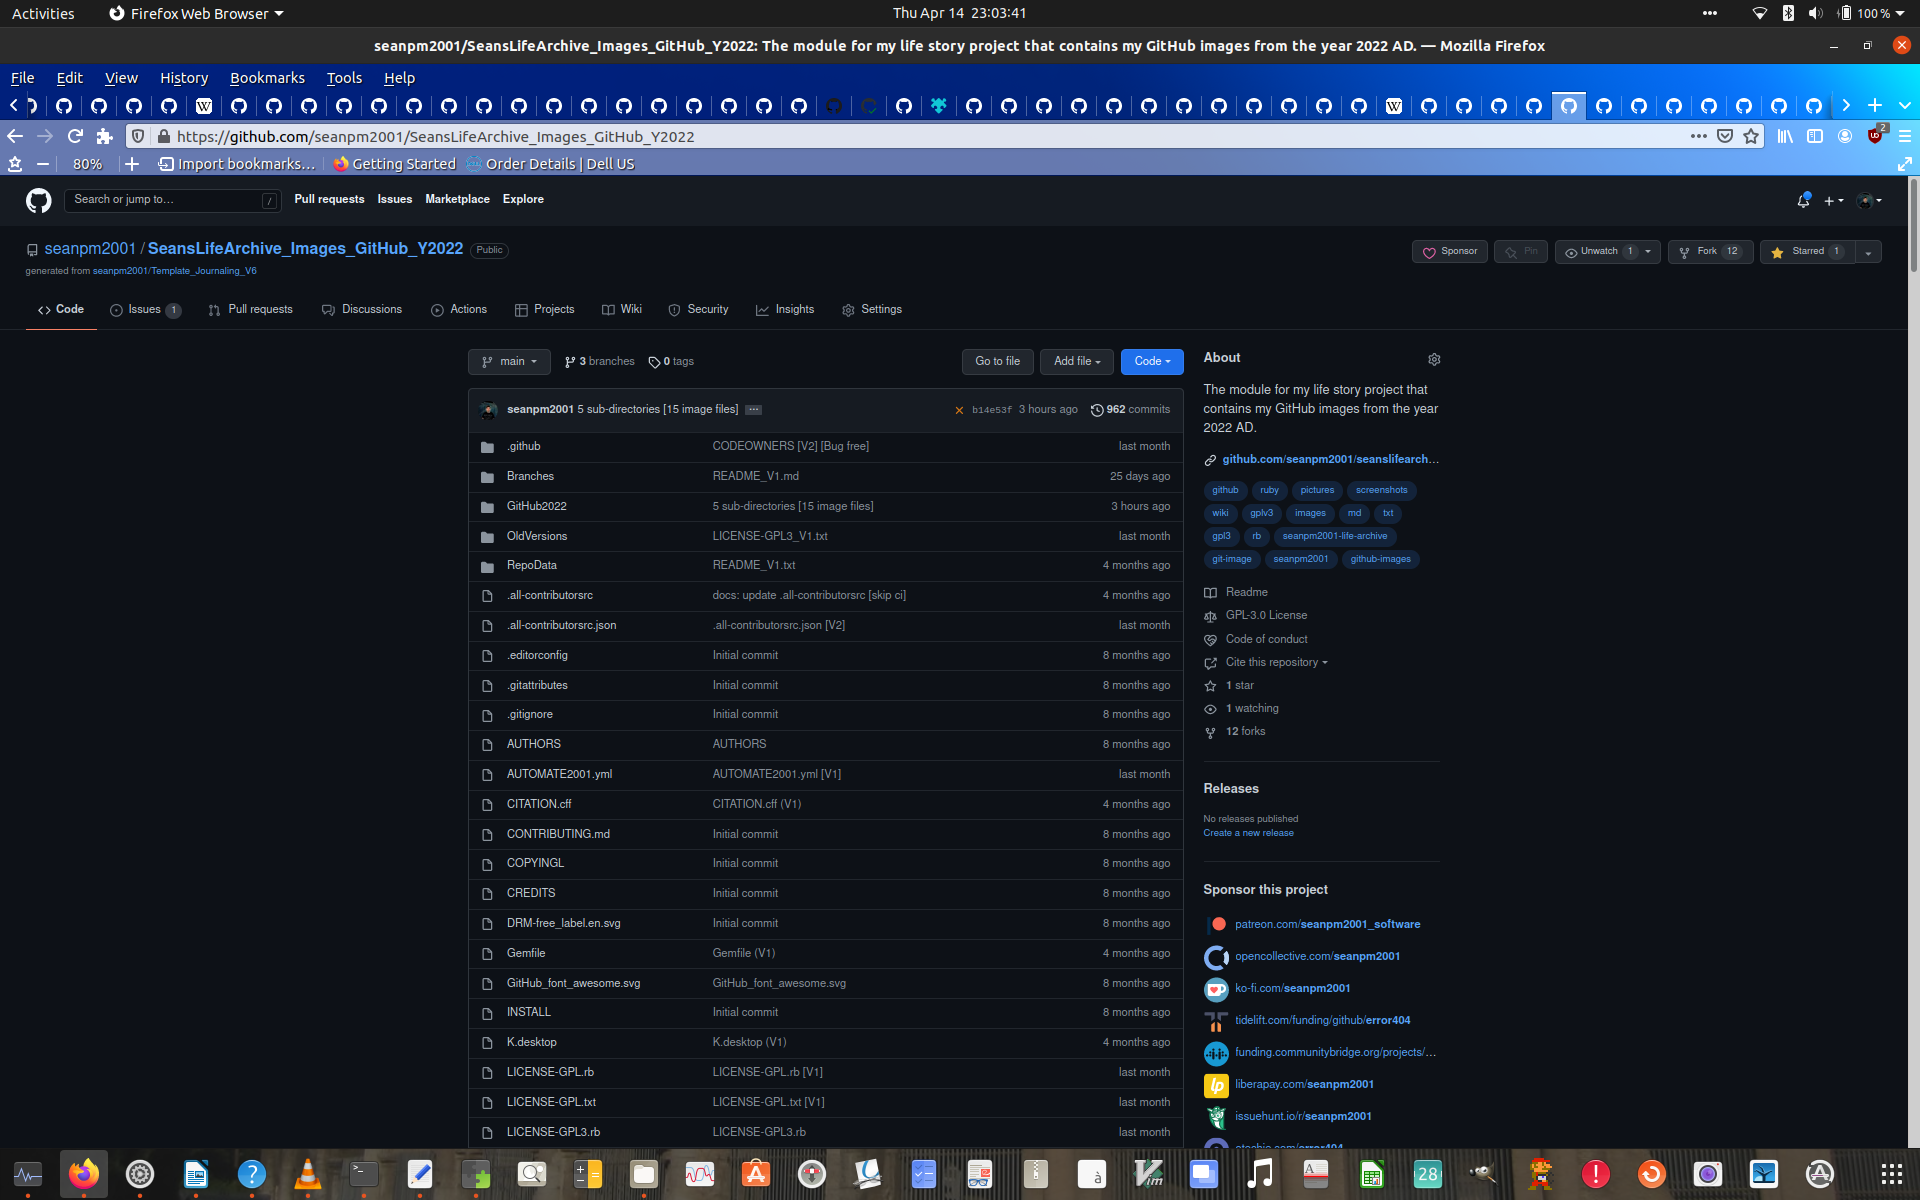 Activities Firefox Web Browser Thu Apr 14 23:03:41 100 %
seanpm2001/SeansLifeArchive_Images_GitHub_Y2022: The module for my life story project that contains my GitHub images from the year 2022 AD. — Mozilla Firefox
File Edit View History Bookmarks Tools Help
https://github.com/seanpm2001/SeansLifeArchive_Images_GitHub_Y2022 2
80% Import bookmarks... Getting Started Order Details | Dell US
Search or jump to... / Pull requests Issues Marketplace Explore
seanpm2001 / SeansLifeArchive_Images_GitHub_Y2022 Public Sponsor Pin Unwatch 1 Fork 12 Starred 1
generated from seanpm2001/Template_Journaling_V6
Code Issues 1 Pull requests Discussions Actions Projects Wiki Security Insights Settings
main 3 branches 0 tags Go to file Add file Code
seanpm2001 5 sub-directories [15 image files] ... b14e53f 3 hours ago 962 commits
.github CODEOWNERS [V2] [Bug free] last month
Branches README_V1.md 25 days ago
GitHub2022 5 sub-directories [15 image files] 3 hours ago
OldVersions LICENSE-GPL3_V1.txt last month
RepoData README_V1.txt 4 months ago
.all-contributorsrc docs: update .all-contributorsrc [skip ci] 4 months ago
.all-contributorsrc.json .all-contributorsrc.json [V2] last month
.editorconfig Initial commit 8 months ago
.gitattributes Initial commit 8 months ago
.gitignore Initial commit 8 months ago
AUTHORS AUTHORS 8 months ago
AUTOMATE2001.yml AUTOMATE2001.yml [V1] last month
CITATION.cff CITATION.cff (V1) 4 months ago
CONTRIBUTING.md Initial commit 8 months ago
COPYINGL Initial commit 8 months ago
CREDITS Initial commit 8 months ago
DRM-free_label.en.svg Initial commit 8 months ago
Gemfile Gemfile (V1) 4 months ago
GitHub_font_awesome.svg GitHub_font_awesome.svg 8 months ago
INSTALL Initial commit 8 months ago
K.desktop K.desktop (V1) 4 months ago
LICENSE-GPL.rb LICENSE-GPL.rb [V1] last month
LICENSE-GPL.txt LICENSE-GPL.txt [V1] last month
LICENSE-GPL3.rb LICENSE-GPL3.rb last month
About
The module for my life story project that
contains my GitHub images from the year
2022 AD.
github.com/seanpm2001/seanslifearch...
github ruby pictures screenshots
wiki gplv3 images md txt
gpl3 rb seanpm2001-life-archive
git-image seanpm2001 github-images
Readme
GPL-3.0 License
Code of conduct
Cite this repository
1 star
1 watching
12 forks
Releases
No releases published
Create a new release
Sponsor this project
patreon.com/seanpm2001_software
opencollective.com/seanpm2001
ko-fi.com/seanpm2001
tidelift.com/funding/github/error404
funding.communitybridge.org/projects/...
liberapay.com/seanpm2001
issuehunt.io/r/seanpm2001
28